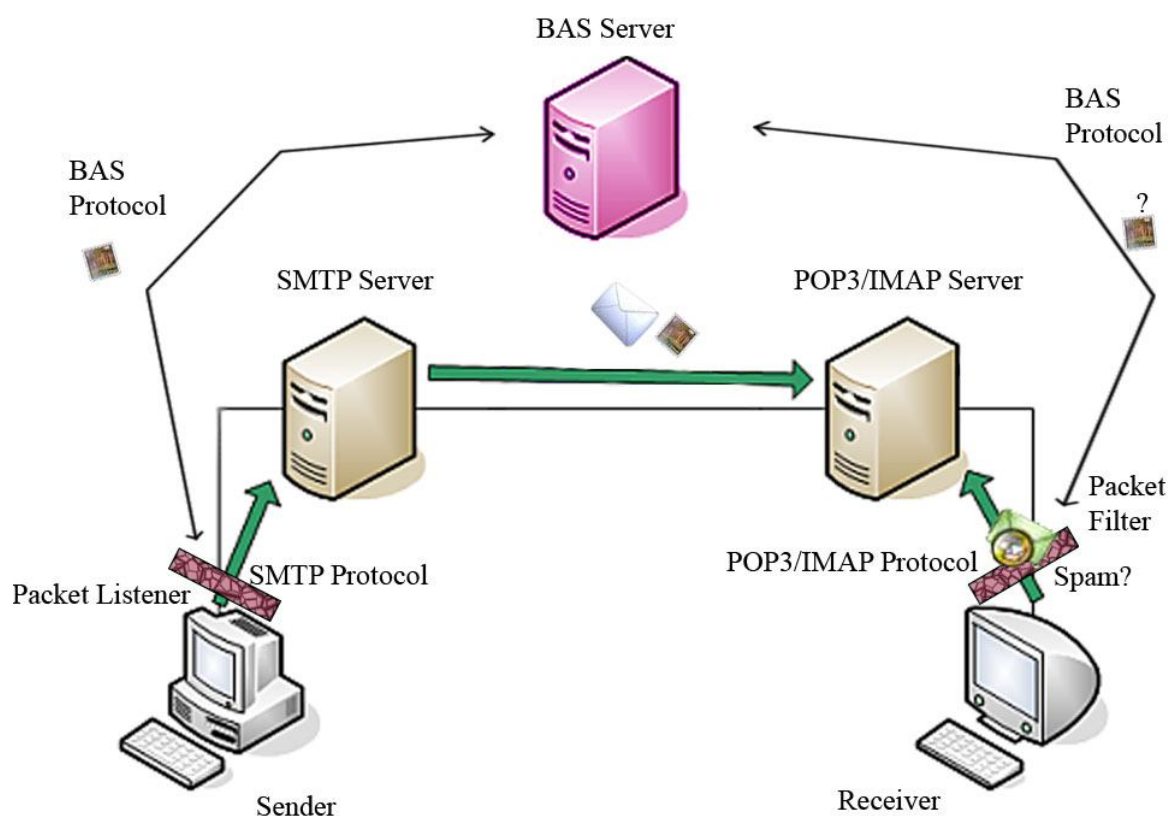 BAS Server
BAS
Protocol
BAS
Protocol
?
SMTP Server
POP3/IMAP Server
Packet
Filter
SMTP Protocol
POP3/IMAP Protocol
Spam?
Packet Listener
Sender
Receiver